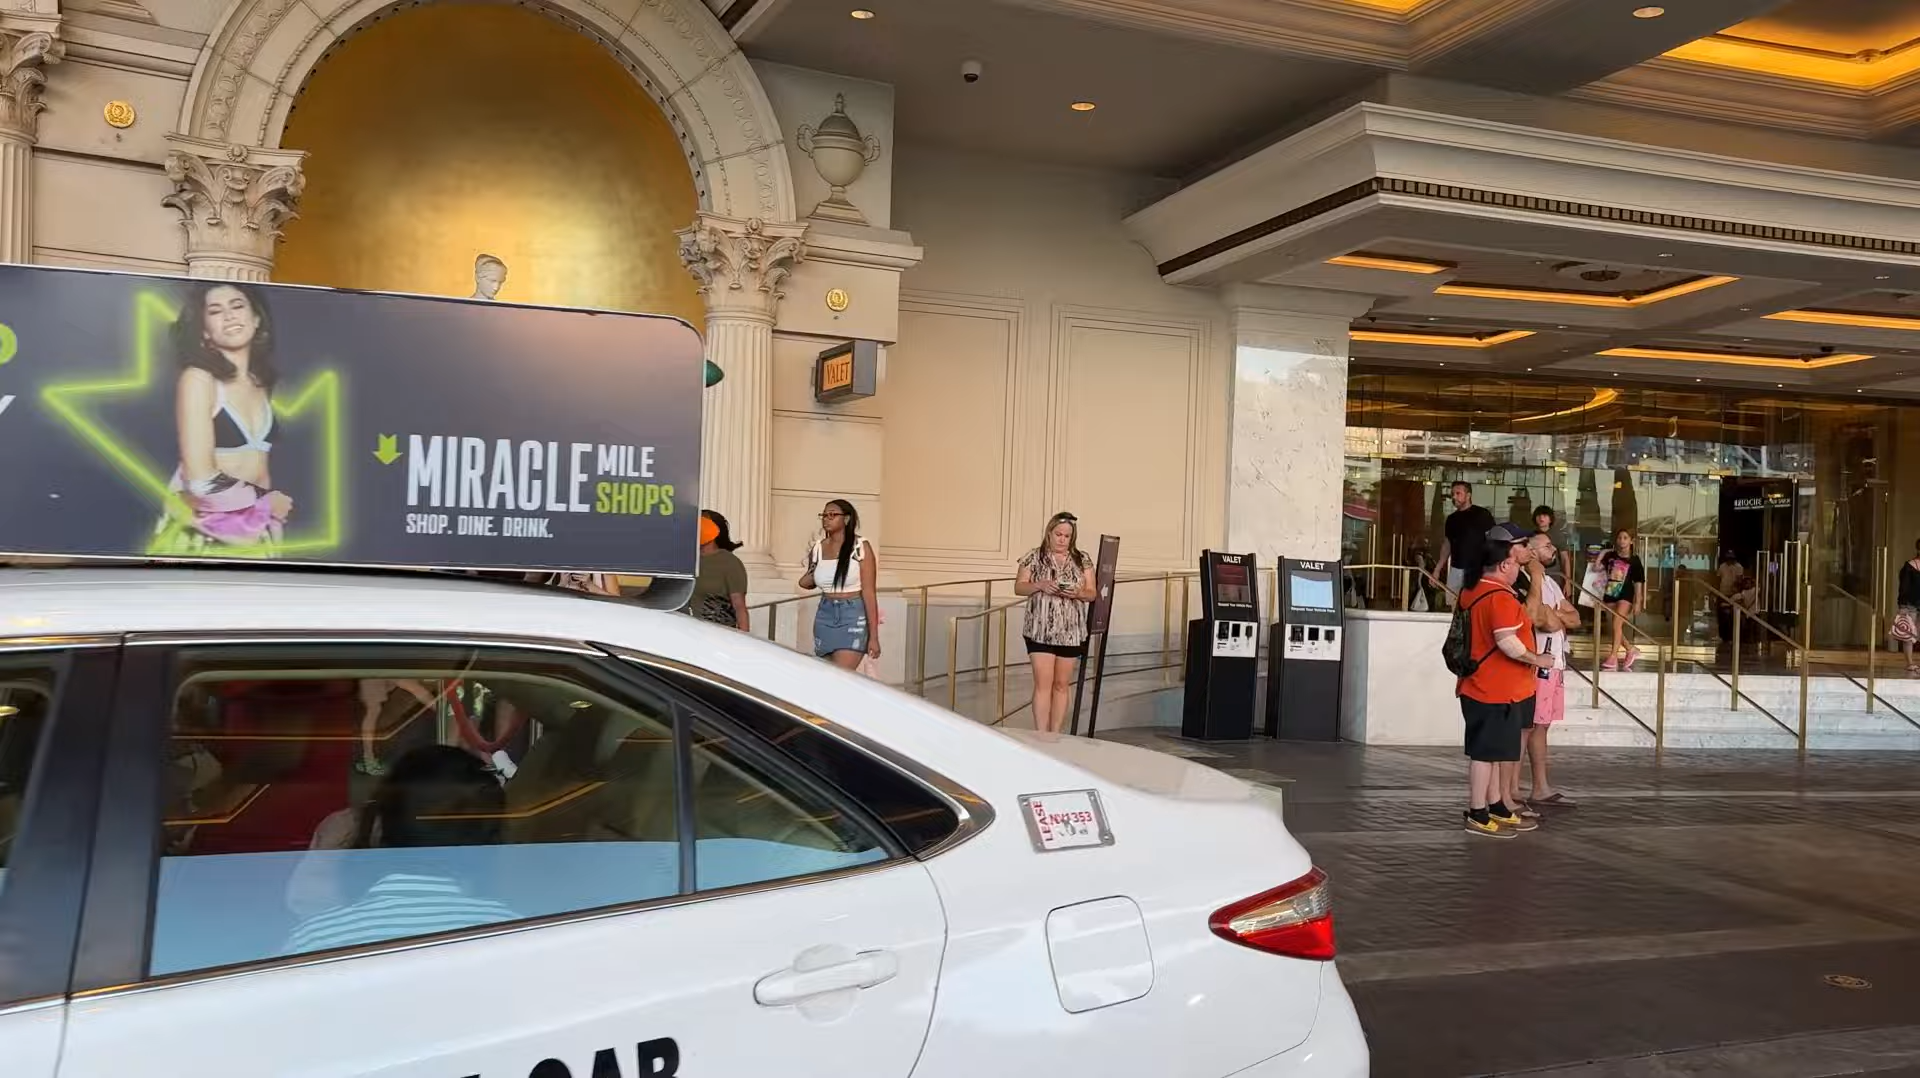 MIRACLE MILE
SHOPS
SHOP. DINE. DRINK.
VALET
VALET
VALET
LEASE
NV1353
CAB